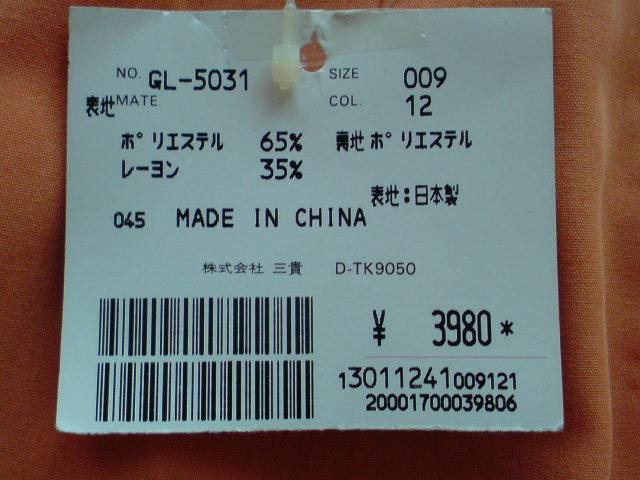 NO. GL-5031 SIZE 009
表地 MATE. COL. 12
ポリエステル 65% 裏地 ポリエステル
レーヨン 35%
表地:日本製
045 MADE IN CHINA
株式会社 三貴 D-TK9050
¥ 3980*
13011241009121
20001700039806